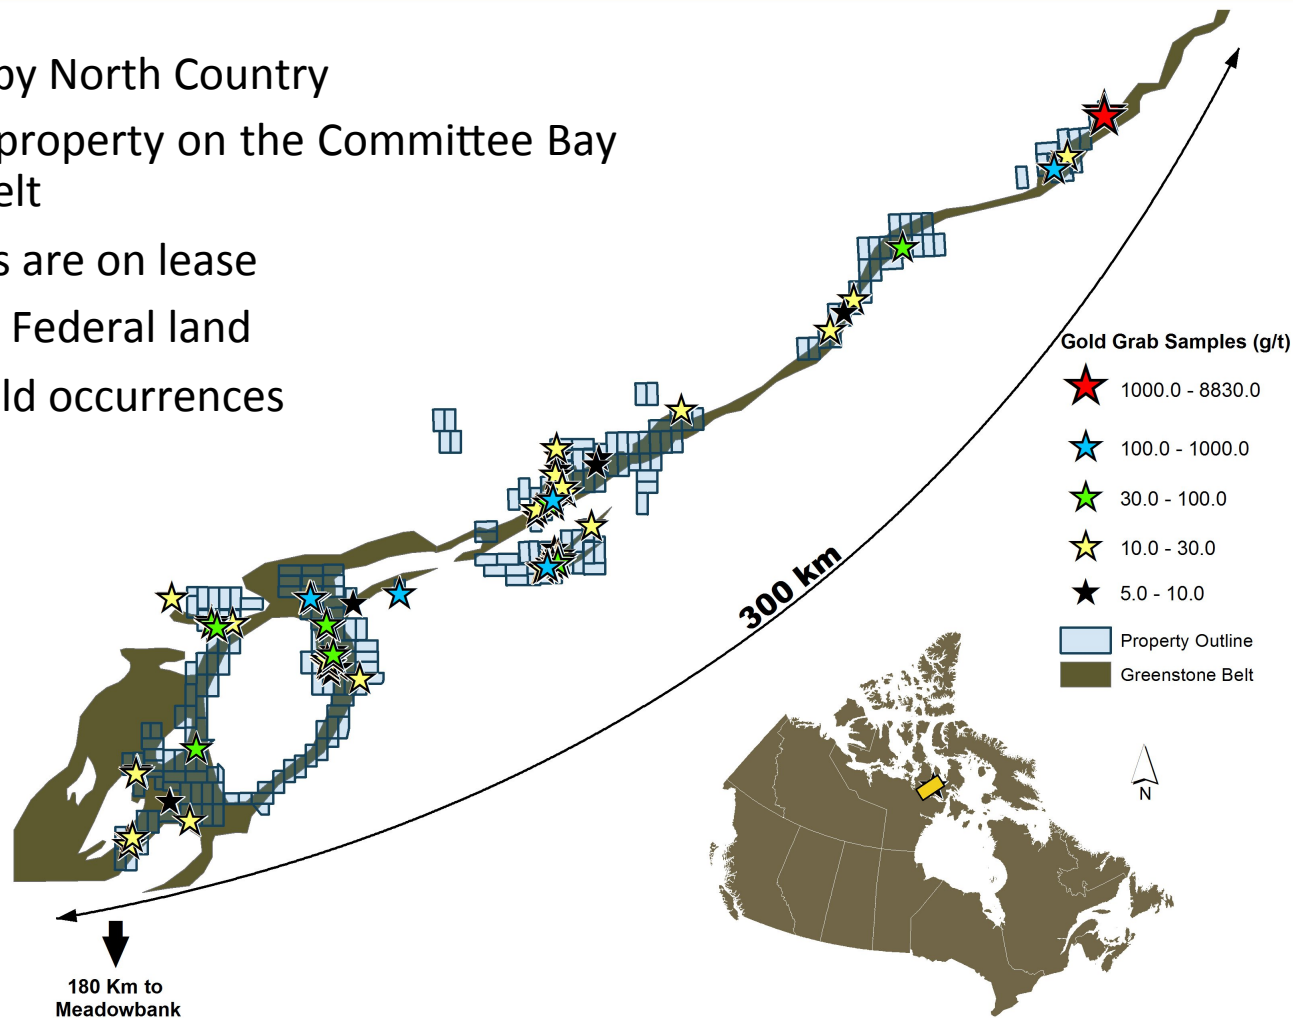 by North Country
property on the Committee Bay
elt
s are on lease
Federal land
ld occurrences
Gold Grab Samples (g/t)
1000.0 - 8830.0
100.0 - 1000.0
30.0 - 100.0
10.0 - 30.0
5.0 - 10.0
Property Outline
Greenstone Belt
300 km
N
180 Km to
Meadowbank